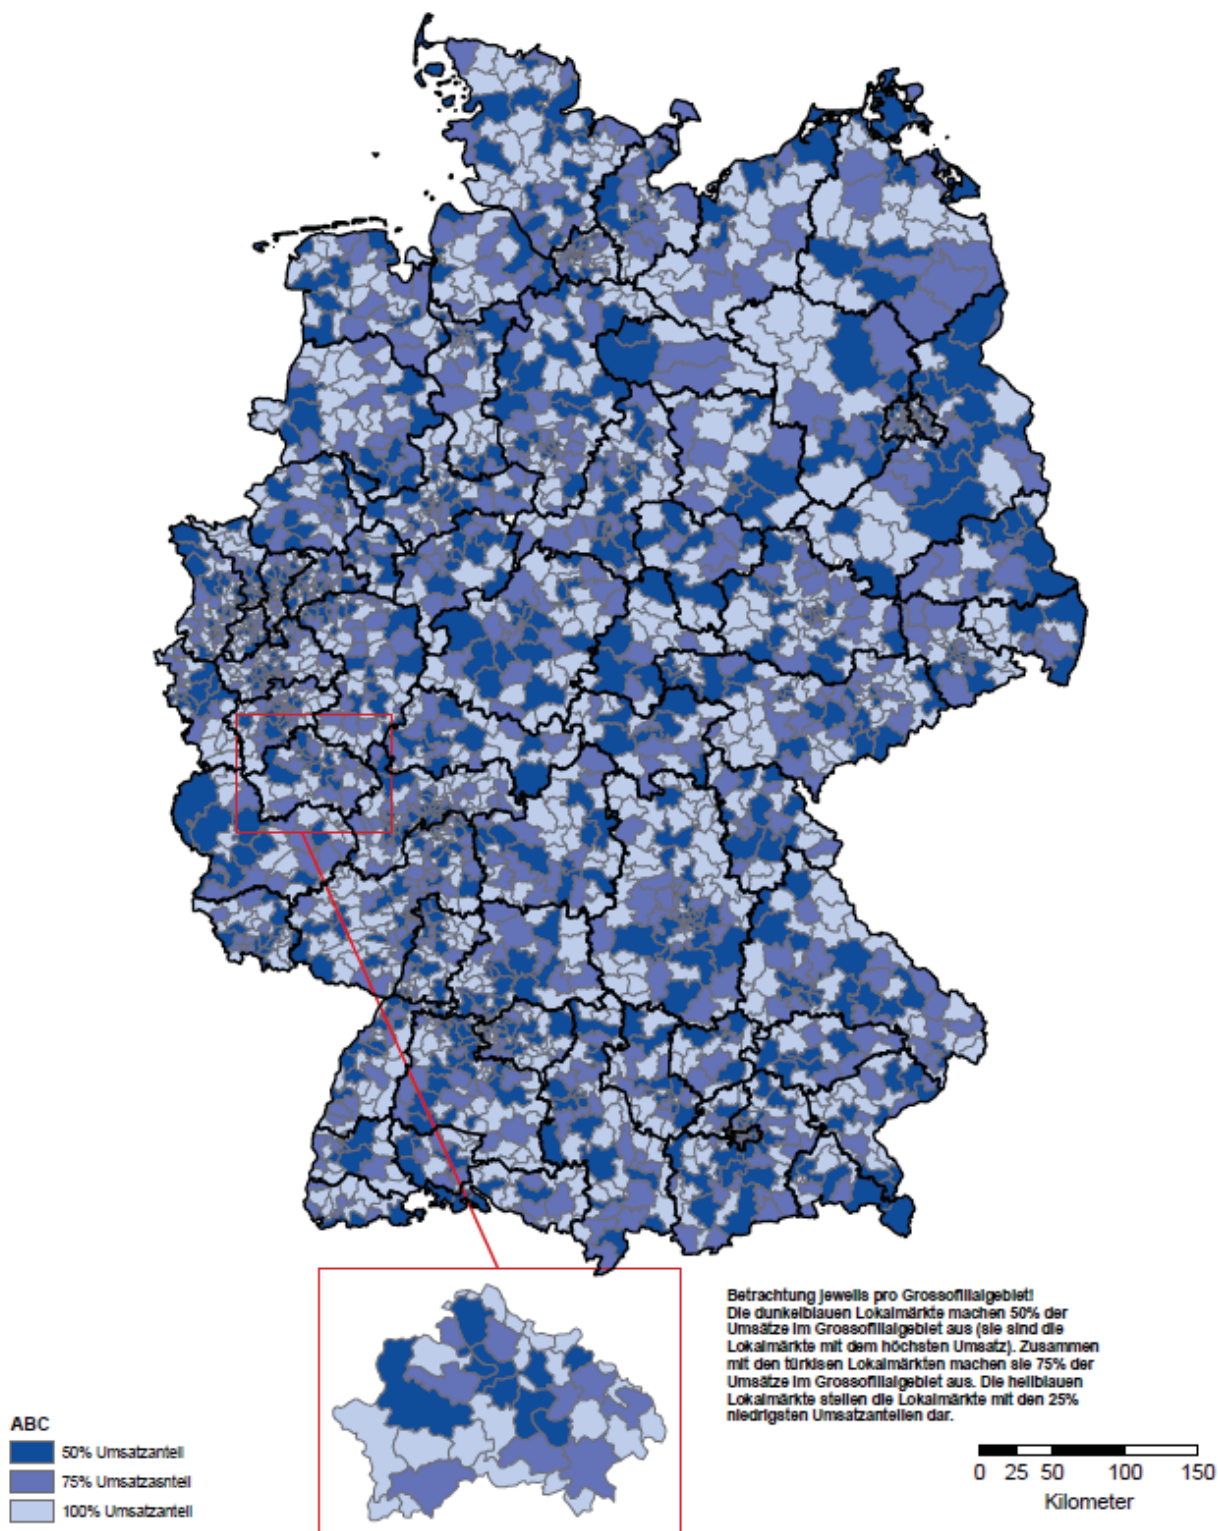 Betrachtung jeweils pro Grossofilialgebiet!
Die dunkelblauen Lokalmärkte machen 50% der
Umsätze im Grossofilialgebiet aus (sie sind die
Lokalmärkte mit dem höchsten Umsatz). Zusammen
mit den türkisen Lokalmärkten machen sie 75% der
Umsätze im Grossofilialgebiet aus. Die hellblauen
Lokalmärkte stellen die Lokalmärkte mit den 25%
niedrigsten Umsatzanteilen dar.
ABC
50% Umsatzanteil
75% Umsatzasnteil
100% Umsatzanteil
0 25 50 100 150
Kilometer